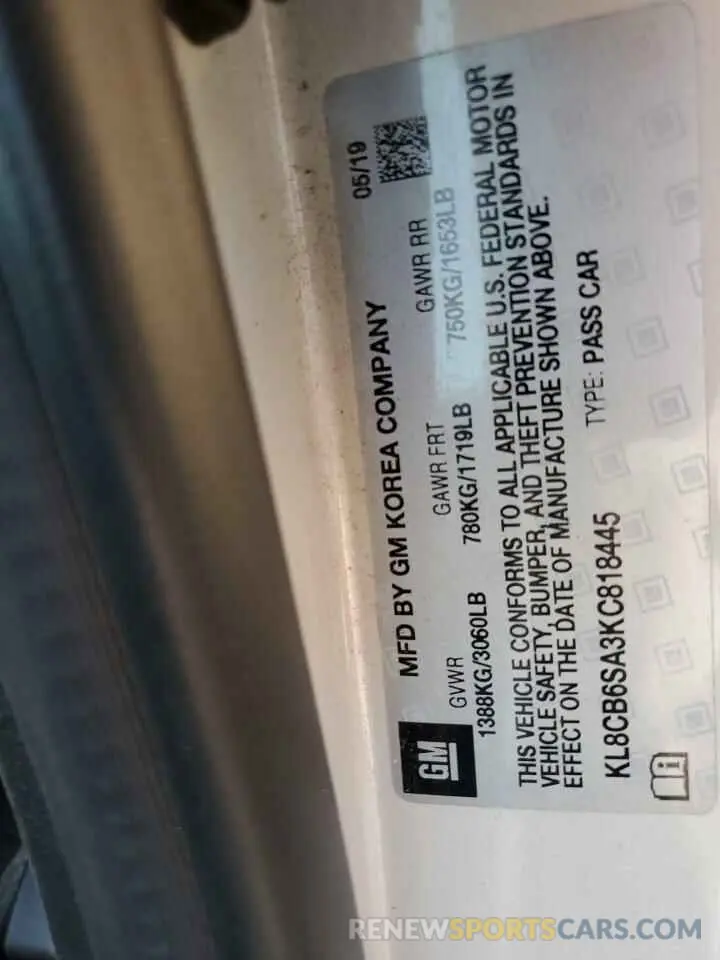 MFD BY GM KOREA COMPANY 05/19
GM
GVWR GAWR FRT GAWR RR
1388KG/3060LB 780KG/1719LB 750KG/1653LB
THIS VEHICLE CONFORMS TO ALL APPLICABLE U.S. FEDERAL MOTOR
VEHICLE SAFETY, BUMPER, AND THEFT PREVENTION STANDARDS IN
EFFECT ON THE DATE OF MANUFACTURE SHOWN ABOVE.
KL8CB6SA3KC818445 TYPE: PASS CAR
RENEWSPORTSCARS.COM